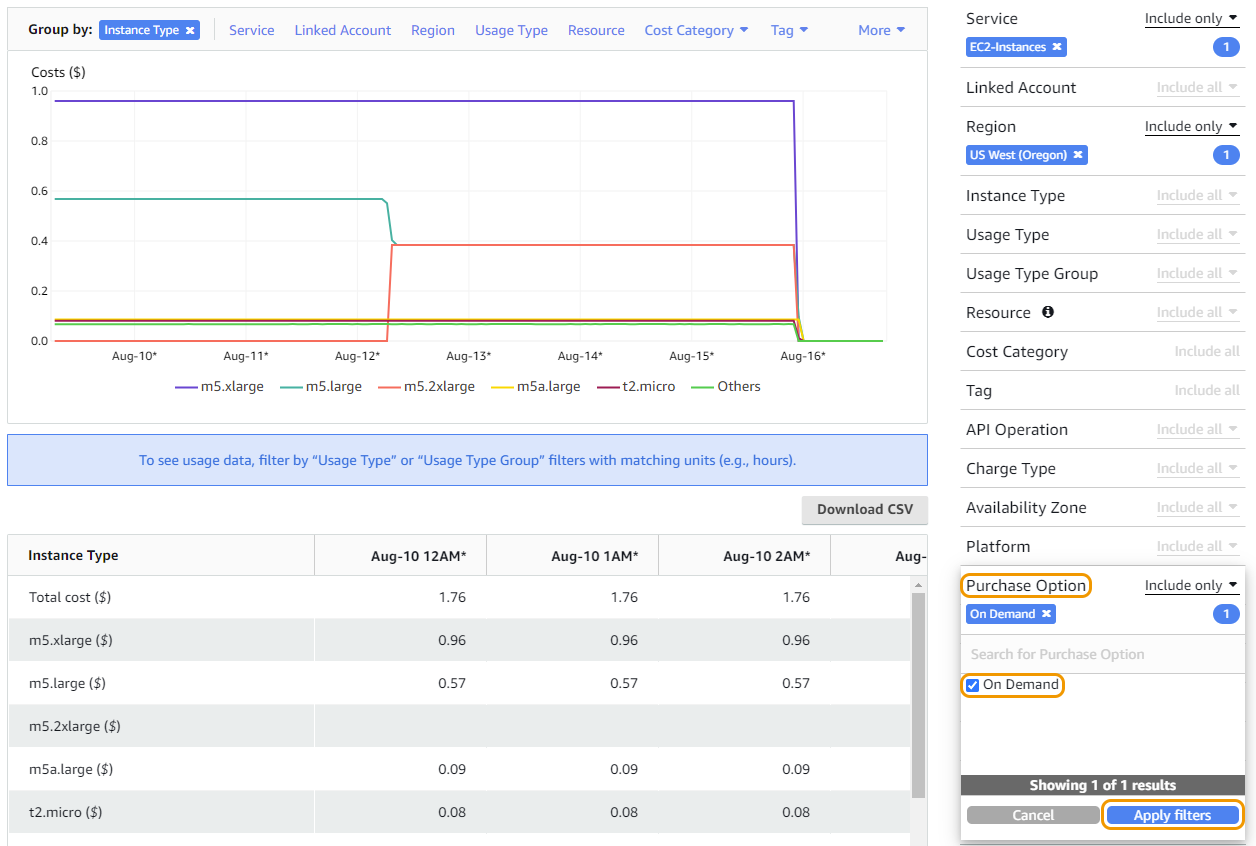 Group by: Instance Type × Service Linked Account Region Usage Type Resource Cost Category Tag More
Costs ($)
1.0
0.8
0.6
0.4
0.2
0.0
Aug-10* Aug-11* Aug-12* Aug-13* Aug-14* Aug-15* Aug-16*
m5.xlarge m5.large m5.2xlarge m5a.large t2.micro Others
To see usage data, filter by “Usage Type” or “Usage Type Group” filters with matching units (e.g., hours).
Download CSV
Instance Type Aug-10 12AM* Aug-10 1AM* Aug-10 2AM* Aug-
Total cost ($) 1.76 1.76 1.76
m5.xlarge ($) 0.96 0.96 0.96
m5.large ($) 0.57 0.57 0.57
m5.2xlarge ($)
m5a.large ($) 0.09 0.09 0.09
t2.micro ($) 0.08 0.08 0.08
Service Include only
EC2-Instances × 1
Linked Account Include all
Region Include only
US West (Oregon) × 1
Instance Type Include all
Usage Type Include all
Usage Type Group Include all
Resource i Include all
Cost Category Include all
Tag Include all
API Operation Include all
Charge Type Include all
Availability Zone Include all
Platform Include all
Purchase Option Include only
On Demand × 1
Search for Purchase Option
On Demand
Showing 1 of 1 results
Cancel Apply filters